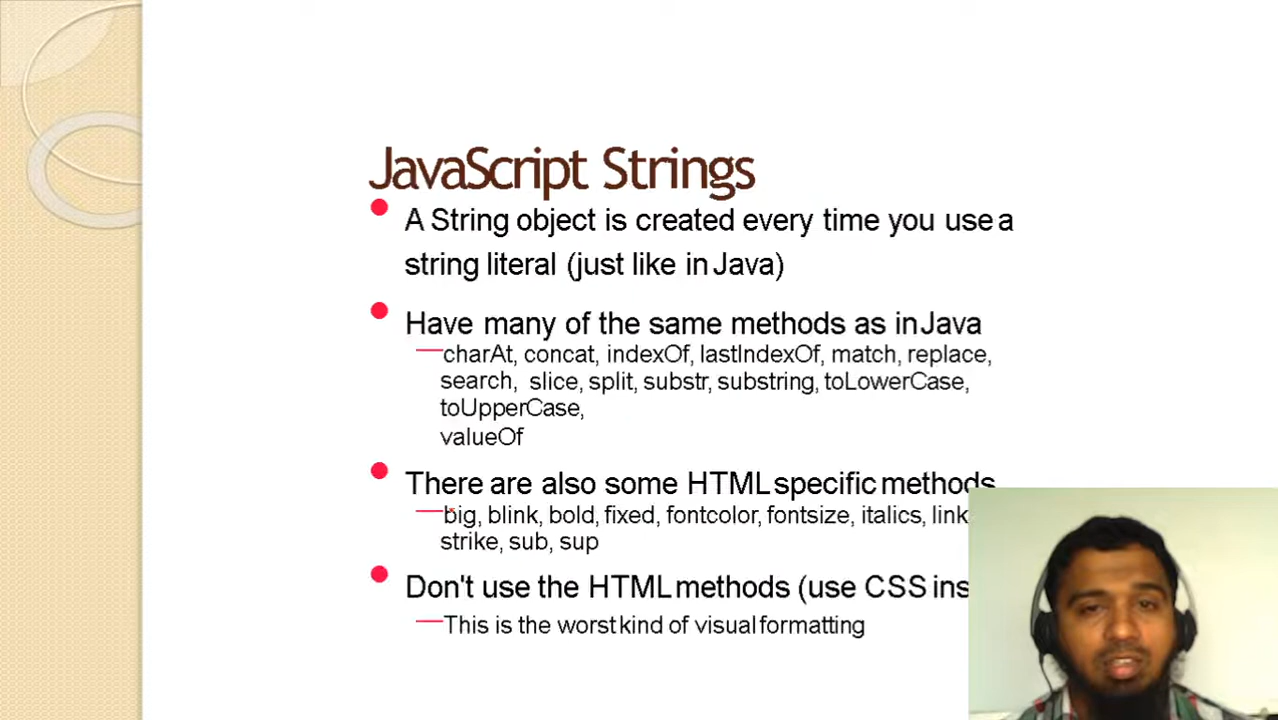 JavaScript Strings
A String object is created every time you use a
string literal (just like in Java)
Have many of the same methods as in Java
charAt, concat, indexOf, lastIndexOf, match, replace,
search, slice, split, substr, substring, toLowerCase,
toUpperCase,
valueOf
There are also some HTML specific methods
big, blink, bold, fixed, fontcolor, fontsize, italics, link
strike, sub, sup
Don't use the HTML methods (use CSS ins
This is the worst kind of visual formatting